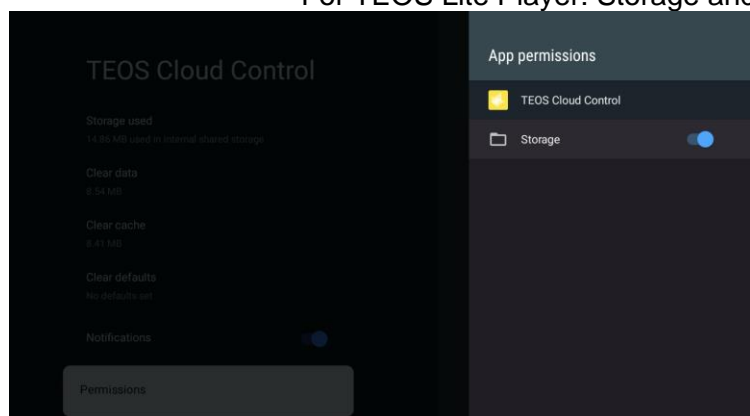 For TEOS Lite Player: Storage and
TEOS Cloud Control
Storage used
14.86 MB used in internal shared storage
Clear data
8.54 MB
Clear cache
8.41 MB
Clear defaults
No defaults set
Notifications
Permissions
App permissions
TEOS Cloud Control
Storage